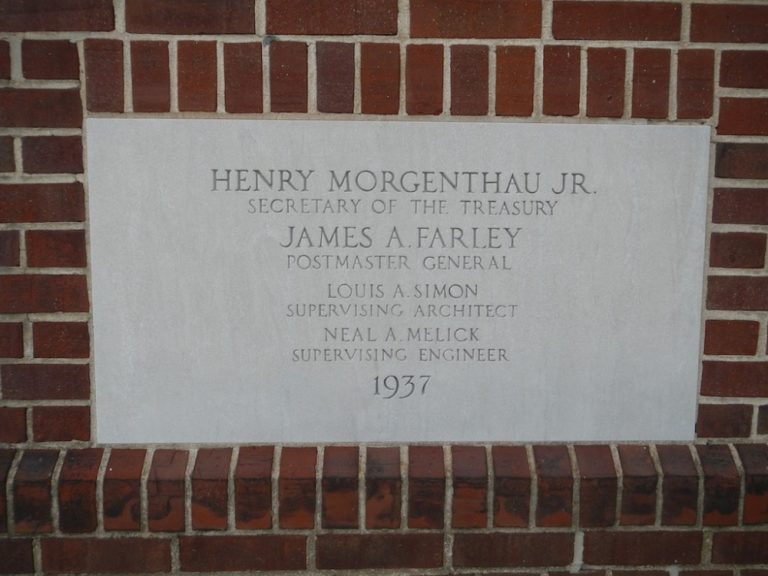 HENRY MORGENTHAU JR.
SECRETARY OF THE TREASURY
JAMES A. FARLEY
POSTMASTER GENERAL
LOUIS A. SIMON
SUPERVISING ARCHITECT
NEAL A. MELICK
SUPERVISING ENGINEER
1937